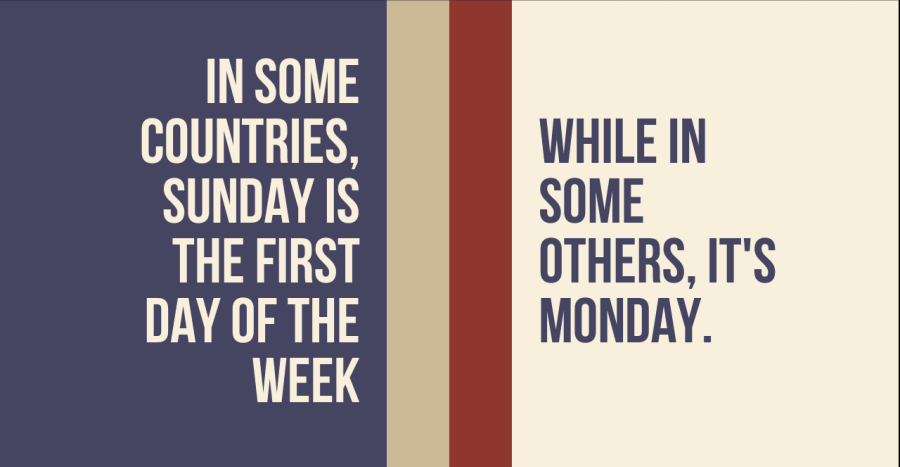 IN SOME
COUNTRIES,
SUNDAY IS
THE FIRST
DAY OF THE
WEEK
WHILE IN
SOME
OTHERS, IT'S
MONDAY.